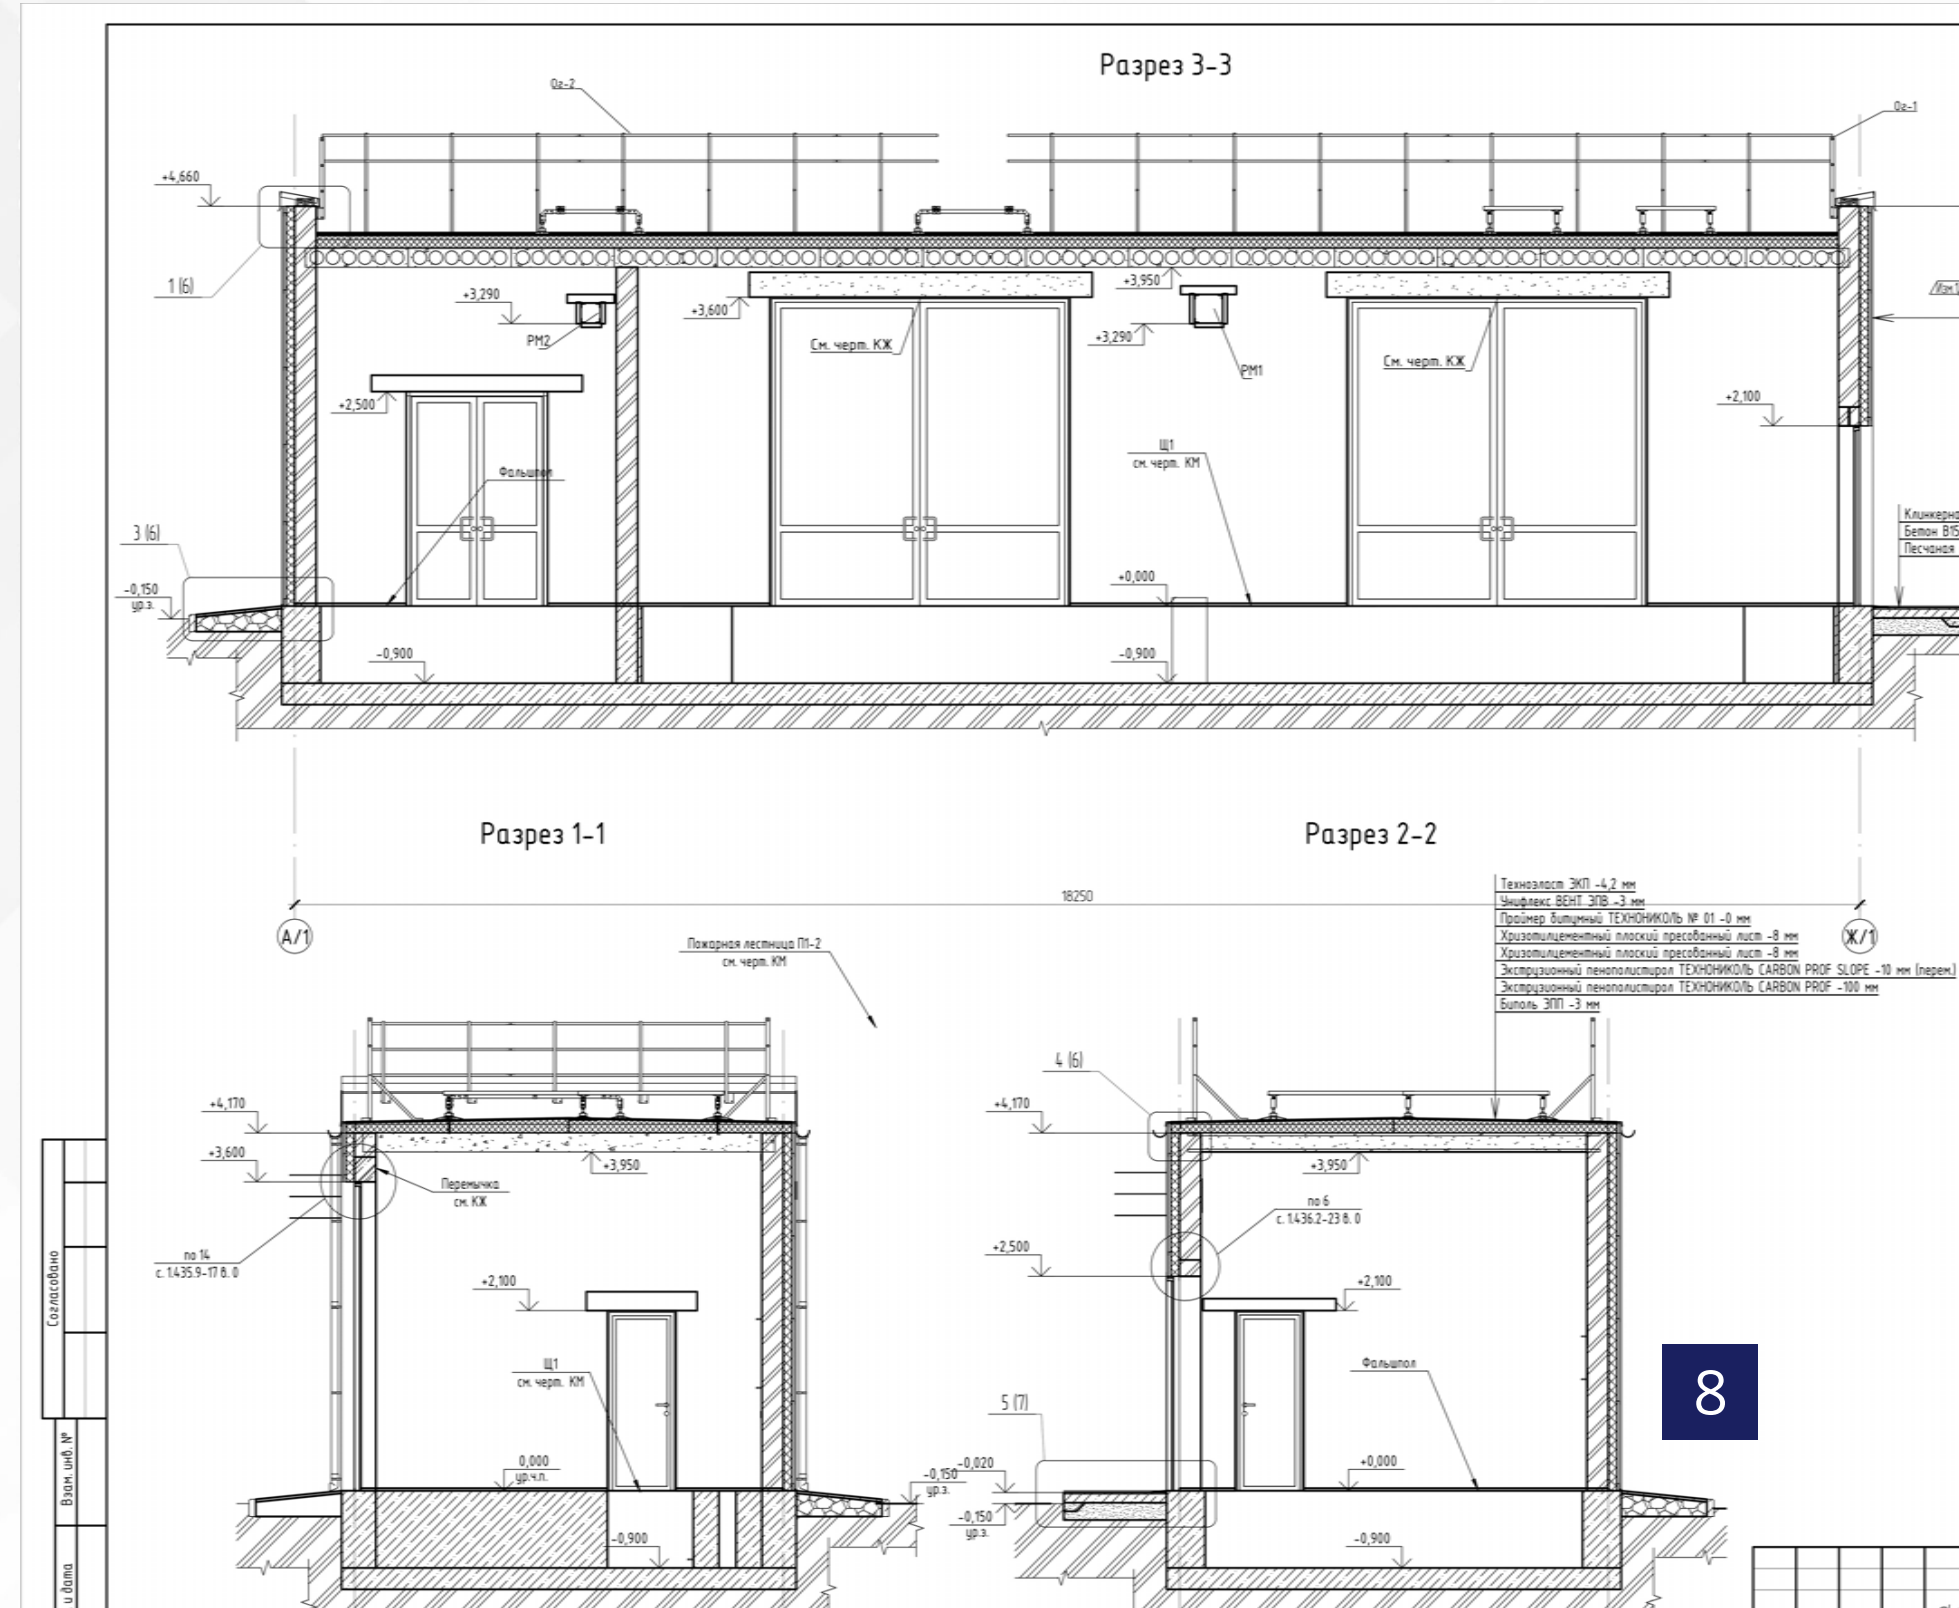 Разрез 3-3
Ог-2
Ог-1
+4,660
1 (6)
+3,290
РМ2
+3,600
См. черт. КЖ
+3,950
+3,290
РМ1
См. черт. КЖ
+2,500
+2,100
Щ1
см. черт. КМ
Фальшпол
3 (6)
-0,150
ур.з.
+0,000
Бетон В15
Песчаная
-0,900
-0,900
Разрез 1-1
Разрез 2-2
18250
А/1
Ж/1
Пожарная лестница П1-2
см. черт. КМ
Техноэласт ЭКП -4,2 мм
Унифлекс ВЕНТ ЭПВ -3 мм
Праймер битумный ТЕХНОНИКОЛЬ № 01 -0 мм
Хризотилцементный плоский пресованный лист -8 мм
Хризотилцементный плоский пресованный лист -8 мм
Экструзионный пенополистирол ТЕХНОНИКОЛЬ CARBON PROF SLOPE -10 мм (перем.)
Экструзионный пенополистирол ТЕХНОНИКОЛЬ CARBON PROF -100 мм
Биполь ЭПП -3 мм
+4,170
+3,600
+3,950
Перемычка
см. КЖ
по 14
с. 1.435.9-17 в. 0
+2,100
Щ1
см. черт. КМ
0,000
ур.ч.п.
-0,900
-0,150
ур.з.
4 (6)
+4,170
+3,950
по 6
с. 1.436.2-23 в. 0
+2,500
+2,100
Фальшпол
5 (7)
-0,020
-0,150
ур.з.
+0,000
-0,900
8
Согласовано
Взам. инв. №
и дата